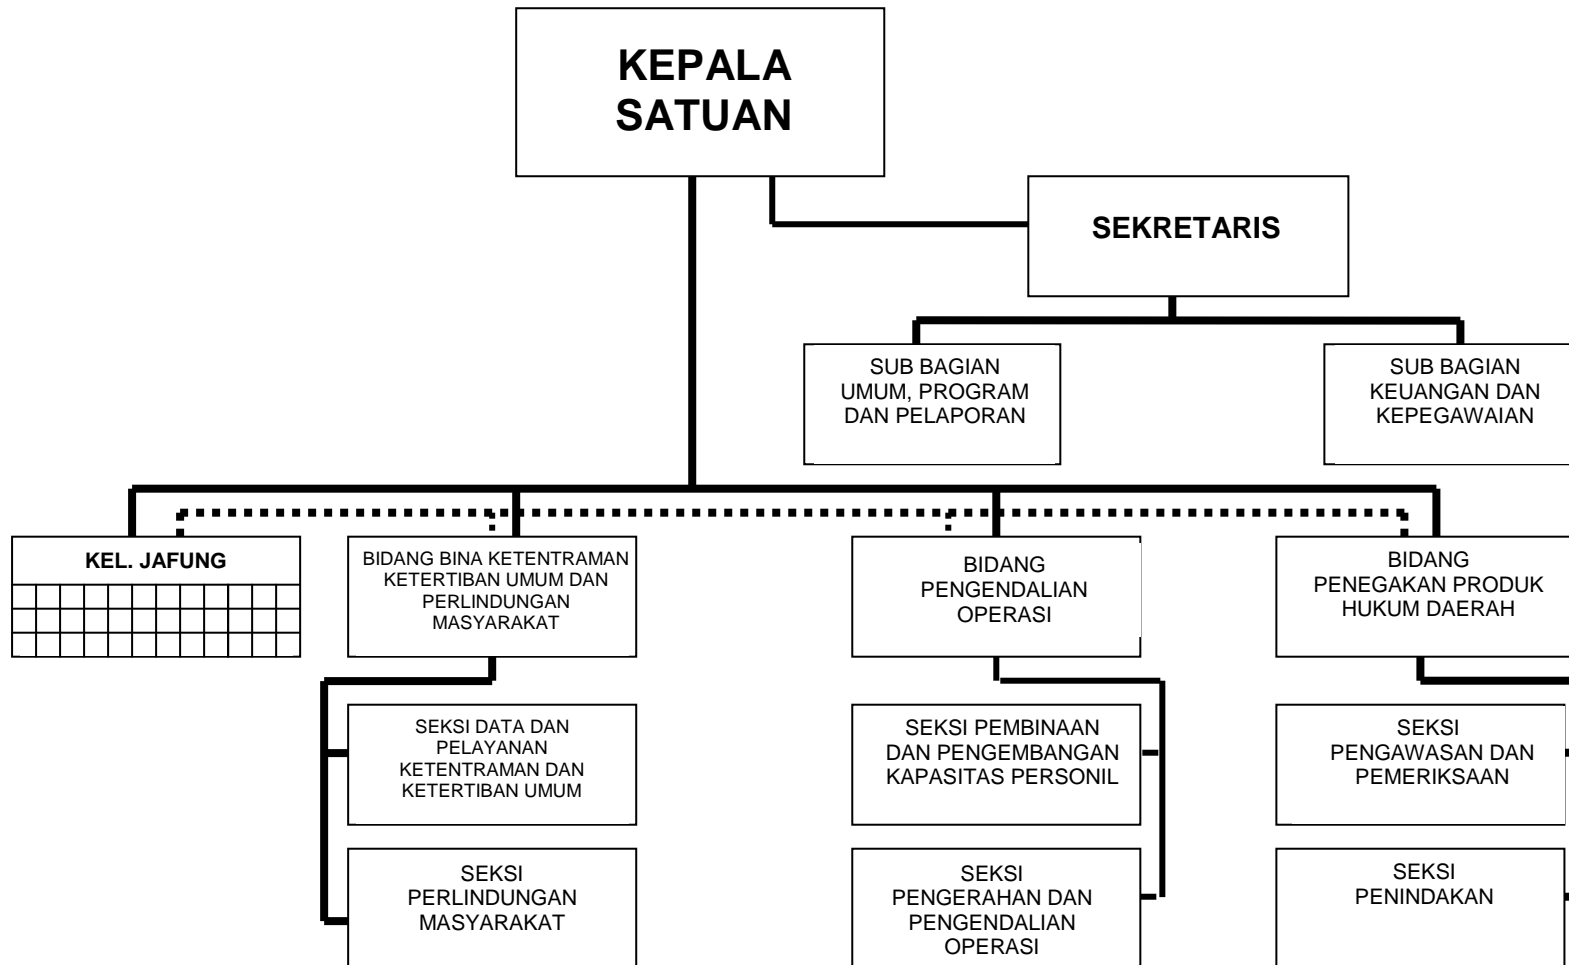 KEPALA
SATUAN
SEKRETARIS
SUB BAGIAN
UMUM, PROGRAM
DAN PELAPORAN
SUB BAGIAN
KEUANGAN DAN
KEPEGAWAIAN
KEL. JAFUNG
BIDANG BINA KETENTRAMAN
KETERTIBAN UMUM DAN
PERLINDUNGAN
MASYARAKAT
BIDANG
PENGENDALIAN
OPERASI
BIDANG
PENEGAKAN PRODUK
HUKUM DAERAH
SEKSI DATA DAN
PELAYANAN
KETENTRAMAN DAN
KETERTIBAN UMUM
SEKSI PEMBINAAN
DAN PENGEMBANGAN
KAPASITAS PERSONIL
SEKSI
PENGAWASAN DAN
PEMERIKSAAN
SEKSI
PERLINDUNGAN
MASYARAKAT
SEKSI
PENGERAHAN DAN
PENGENDALIAN
OPERASI
SEKSI
PENINDAKAN